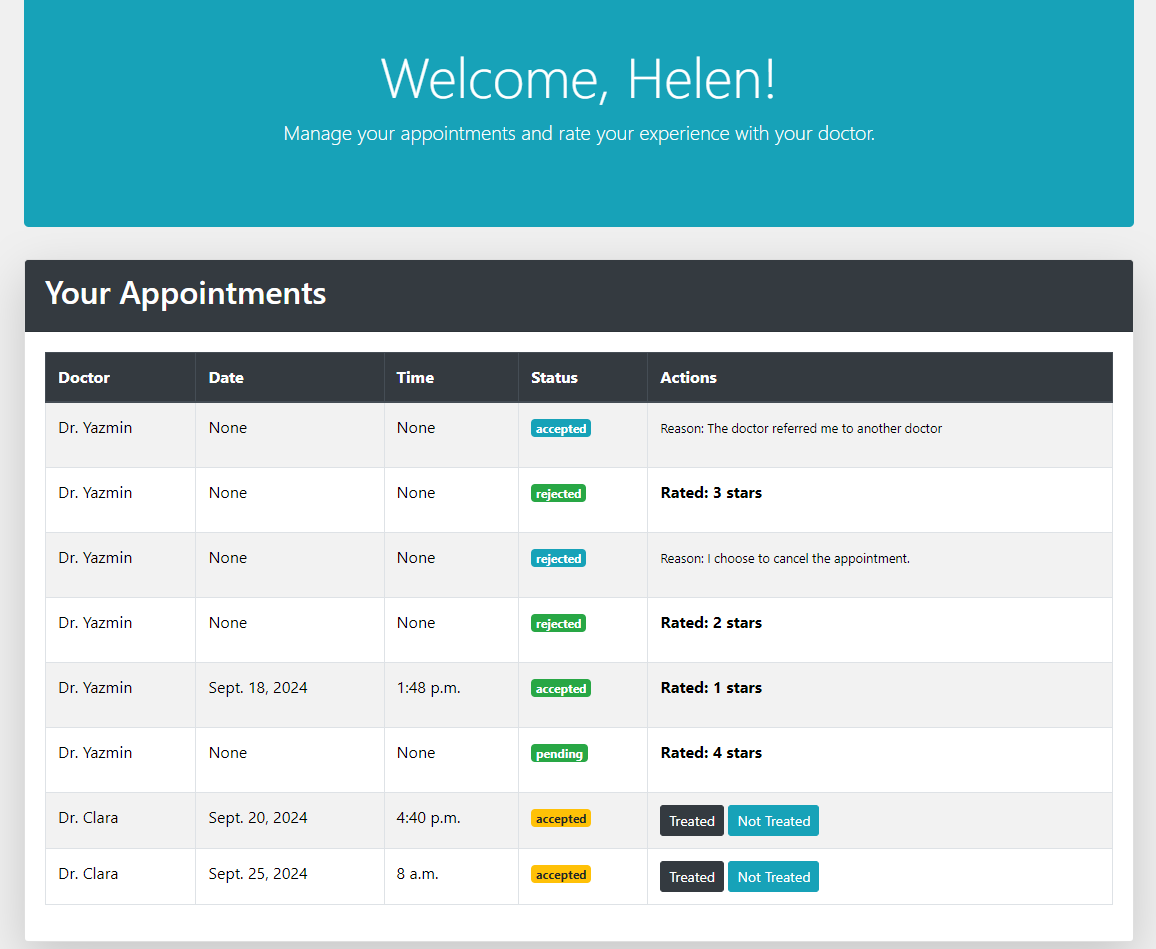 Welcome, Helen!
Manage your appointments and rate your experience with your doctor.
Your Appointments
Doctor Date Time Status Actions
Dr. Yazmin None None accepted Reason: The doctor referred me to another doctor
Dr. Yazmin None None rejected Rated: 3 stars
Dr. Yazmin None None rejected Reason: I choose to cancel the appointment.
Dr. Yazmin None None rejected Rated: 2 stars
Dr. Yazmin Sept. 18, 2024 1:48 p.m. accepted Rated: 1 stars
Dr. Yazmin None None pending Rated: 4 stars
Dr. Clara Sept. 20, 2024 4:40 p.m. accepted Treated Not Treated
Dr. Clara Sept. 25, 2024 8 a.m. accepted Treated Not Treated